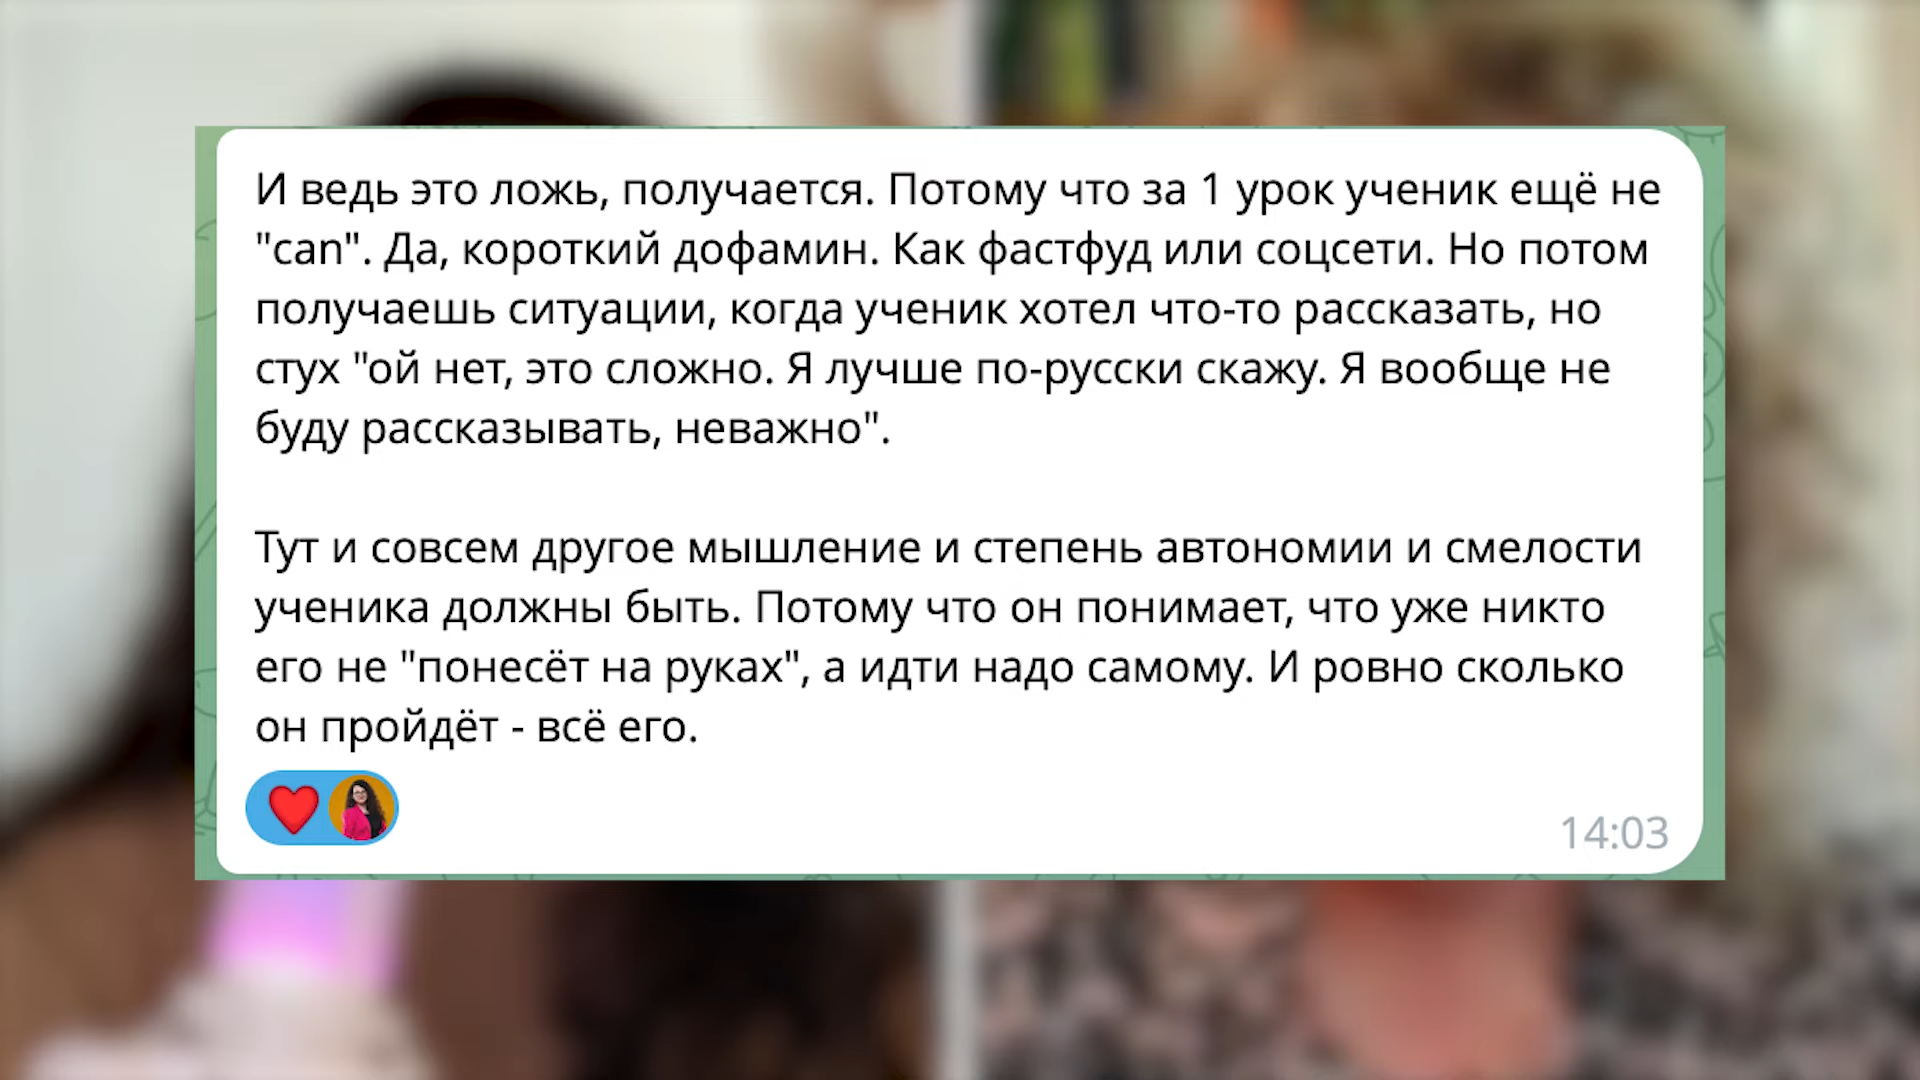 И ведь это ложь, получается. Потому что за 1 урок ученик ещё не
"can". Да, короткий дофамин. Как фастфуд или соцсети. Но потом
получаешь ситуации, когда ученик хотел что-то рассказать, но
стух "ой нет, это сложно. Я лучше по-русски скажу. Я вообще не
буду рассказывать, неважно".
Тут и совсем другое мышление и степень автономии и смелости
ученика должны быть. Потому что он понимает, что уже никто
его не "понесёт на руках", а идти надо самому. И ровно сколько
он пройдёт - всё его.
14:03